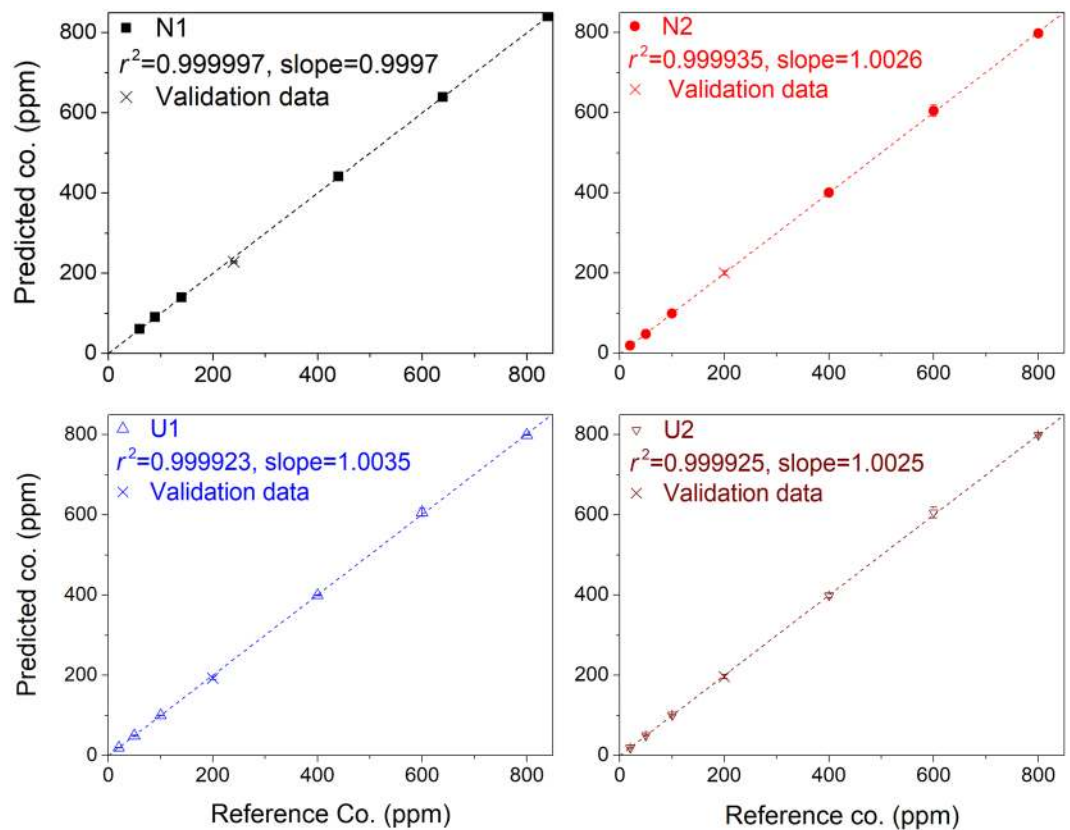 N1
r²=0.999997, slope=0.9997
Validation data
800
600
400
200
0
0 200 400 600 800
Predicted co. (ppm)
N2
r²=0.999935, slope=1.0026
Validation data
800
600
400
200
0
0 200 400 600 800
U1
r²=0.999923, slope=1.0035
Validation data
800
600
400
200
0
0 200 400 600 800
Predicted co. (ppm)
Reference Co. (ppm)
U2
r²=0.999925, slope=1.0025
Validation data
800
600
400
200
0
0 200 400 600 800
Reference co. (ppm)